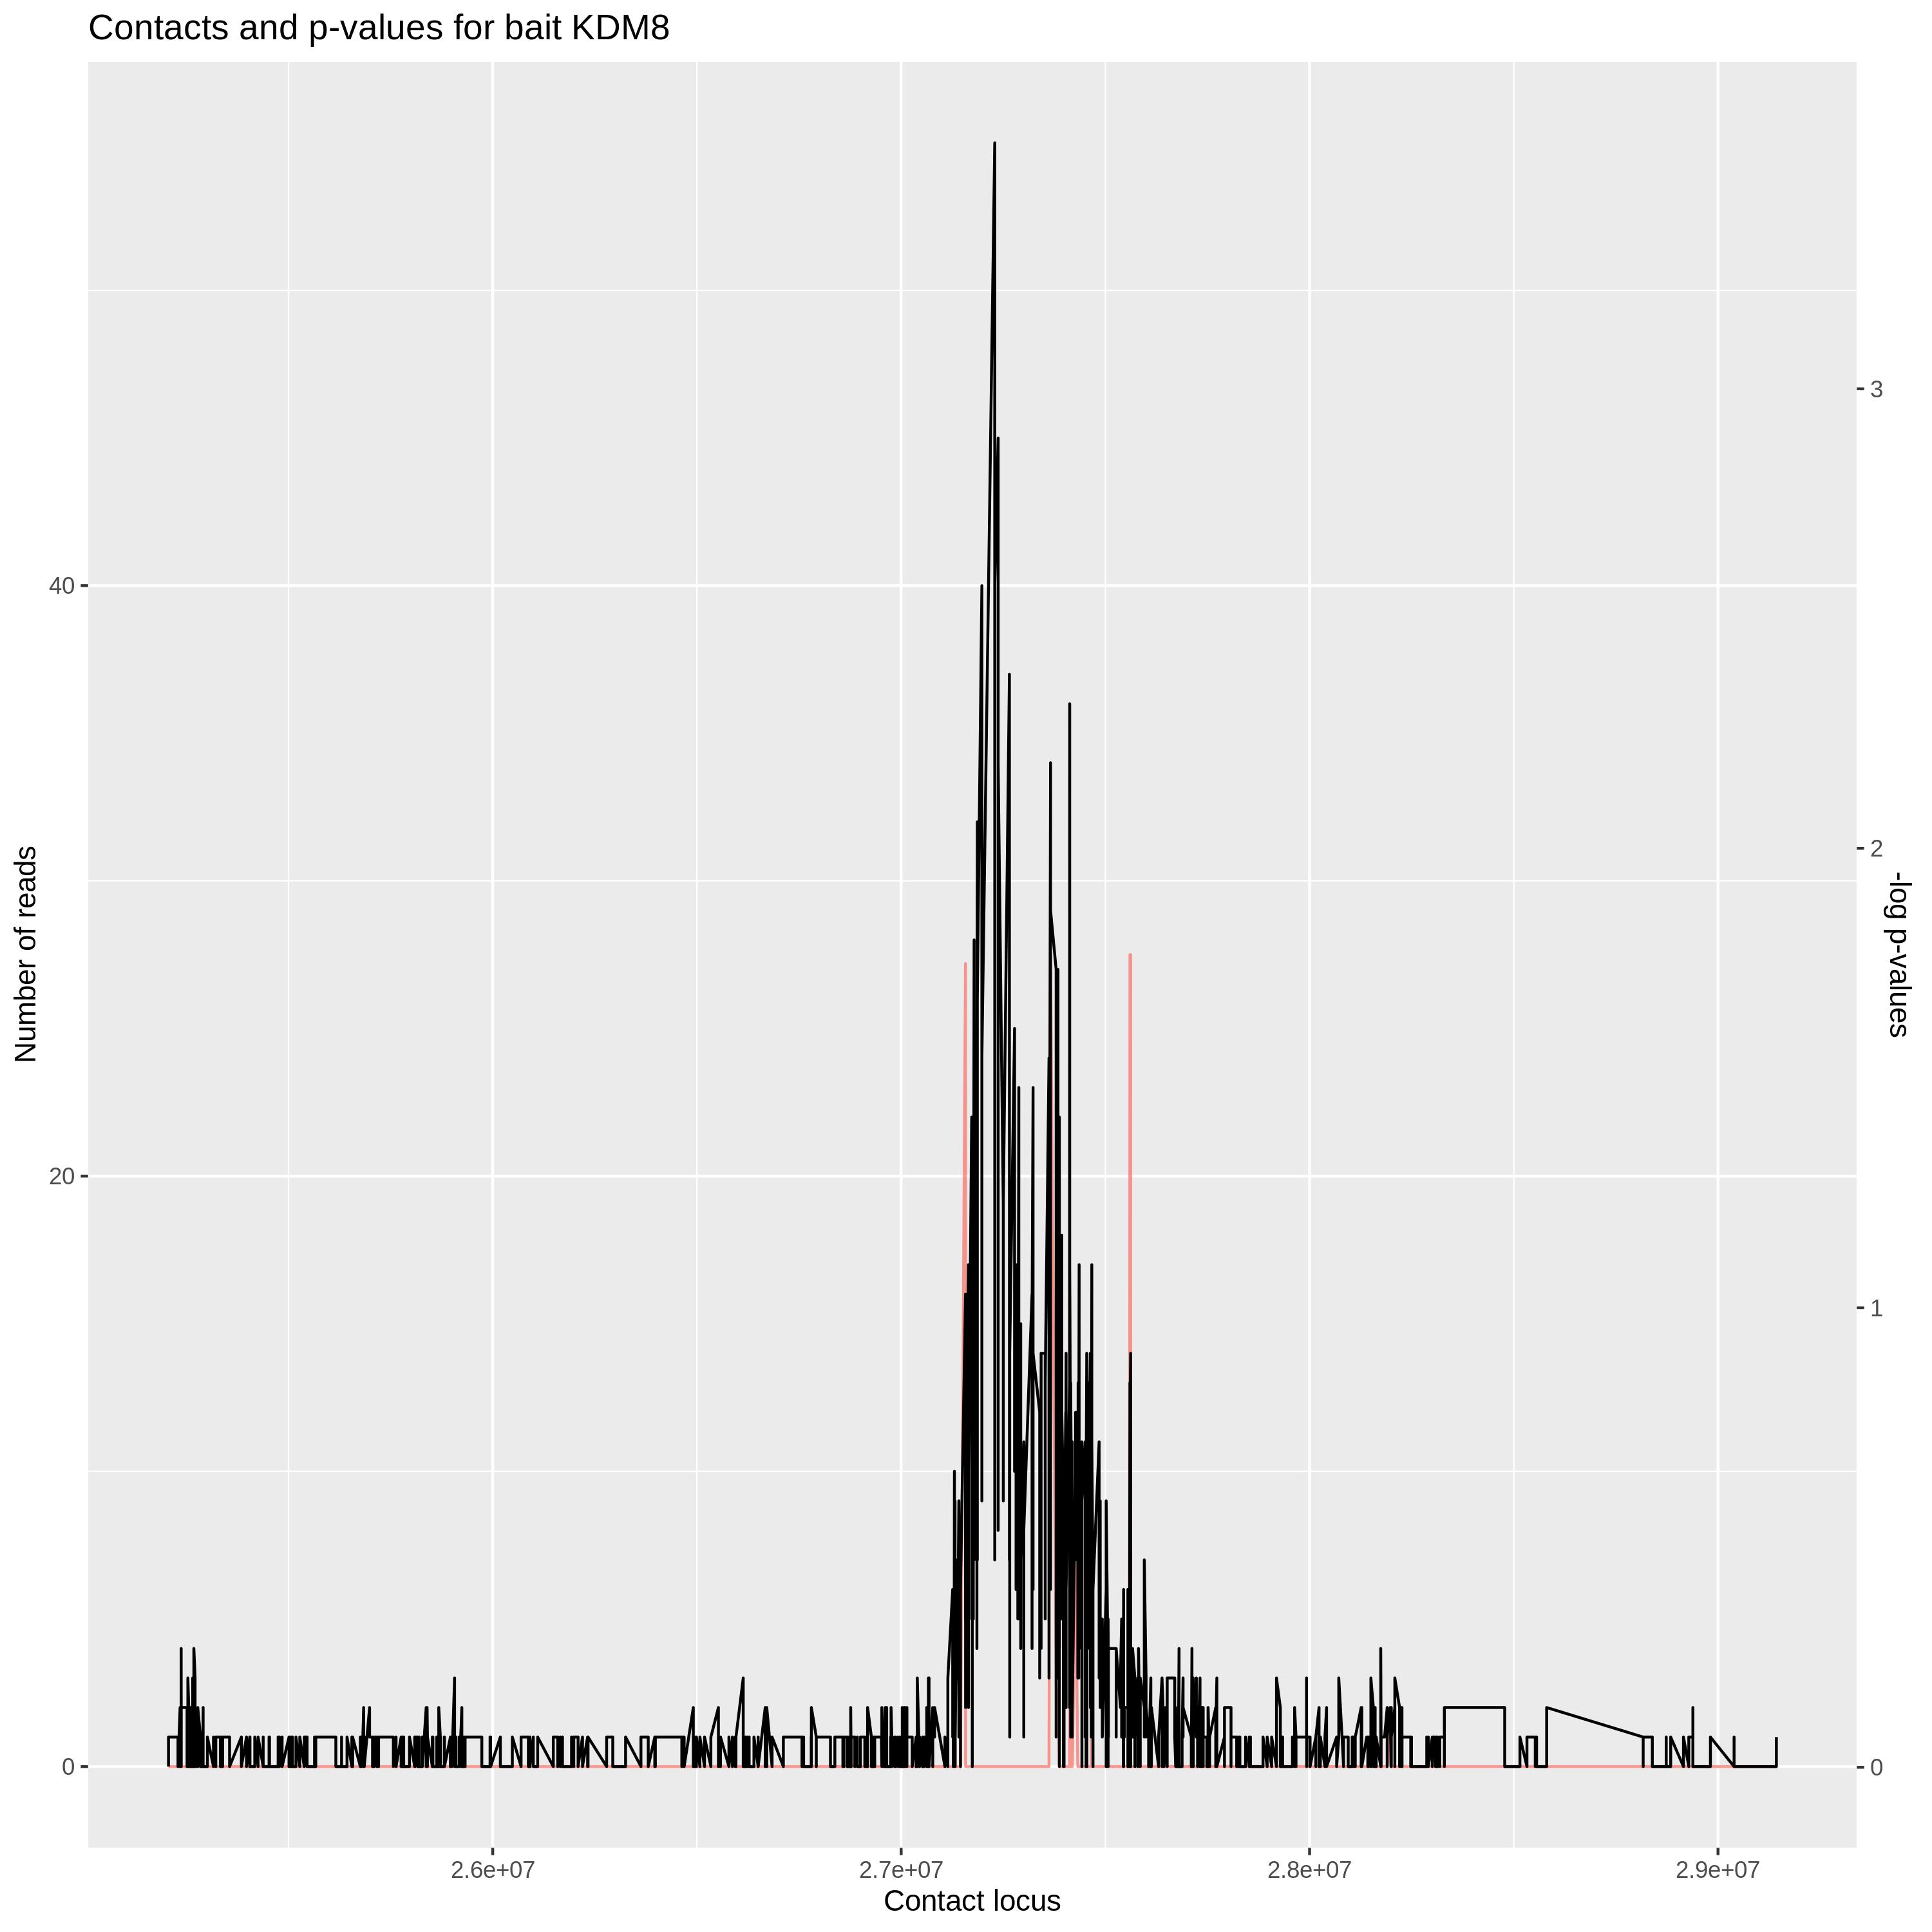 Contacts and p-values for bait KDM8
40
20
0
Number of reads
3
2
1
0
-log p-values
2.6e+07
2.7e+07
2.8e+07
2.9e+07
Contact locus